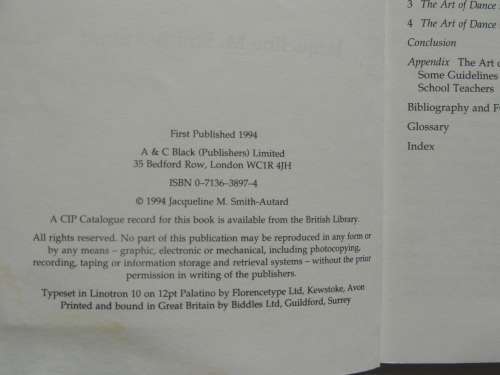 First Published 1994
A & C Black (Publishers) Limited
35 Bedford Row, London WC1R 4JH
ISBN 0–7136–3897–4
© 1994 Jacqueline M. Smith-Autard
A CIP Catalogue record for this book is available from the British Library.
All rights reserved. No part of this publication may be reproduced in any form or
by any means – graphic, electronic or mechanical, including photocopying,
recording, taping or information storage and retrieval systems – without the prior
permission in writing of the publishers.
Typeset in Linotron 10 on 12pt Palatino by Florencetype Ltd, Kewstoke, Avon
Printed and bound in Great Britain by Biddles Ltd, Guildford, Surrey
3 The Art of Dance
4 The Art of Dance
Conclusion
Appendix The Art
Some Guidelines
School Teachers
Bibliography and
Glossary
Index